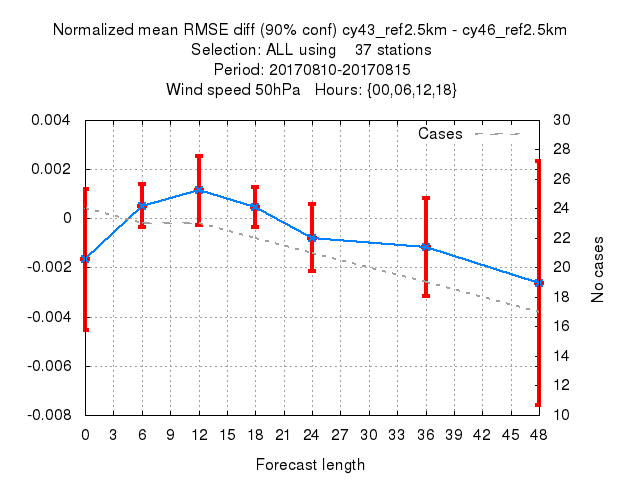 Normalized mean RMSE diff (90% conf) cy43_ref2.5km - cy46_ref2.5km
Selection: ALL using 37 stations
Period: 20170810-20170815
Wind speed 50hPa Hours: {00,06,12,18}
0.004
0.002
0
-0.002
-0.004
-0.006
-0.008
Cases
30
28
26
24
22
20
18
16
14
12
10
No cases
0 3 6 9 12 15 18 21 24 27 30 33 36 39 42 45 48
Forecast length